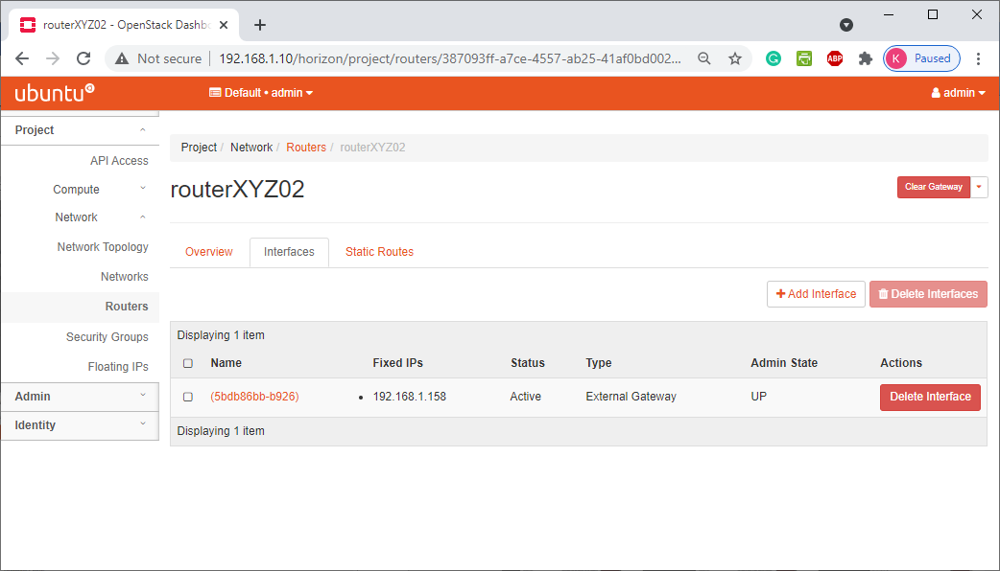 routerXYZ02 - OpenStack Dashb
Not secure 192.168.1.10/horizon/project/routers/387093ff-a7ce-4557-ab25-41af0bd002... ABP K Paused
ubuntu Default • admin admin
Project
API Access
Compute
Network
Network Topology
Networks
Routers
Security Groups
Floating IPs
Admin
Identity
Project / Network / Routers / routerXYZ02
routerXYZ02 Clear Gateway
Overview Interfaces Static Routes
Add Interface Delete Interfaces
Displaying 1 item
Name Fixed IPs Status Type Admin State Actions
(5bdb86bb-b926) • 192.168.1.158 Active External Gateway UP Delete Interface
Displaying 1 item